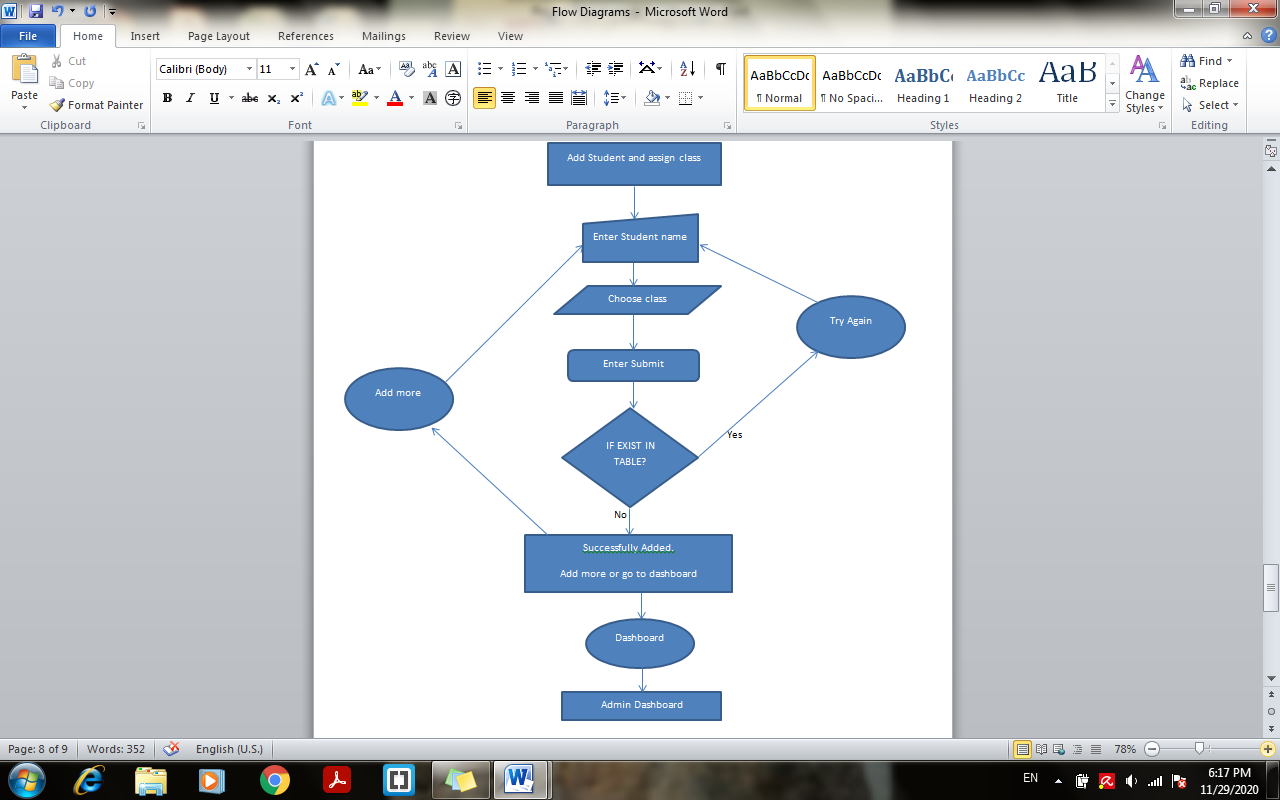 Flow Diagrams - Microsoft Word
File Home Insert Page Layout References Mailings Review View
Paste
Cut
Copy
Format Painter
Clipboard
Calibri (Body) 11
Font
Paragraph
AaBbCcDc AaBbCcDc AaBbCc AaBbCc AaB
¶ Normal ¶ No Spaci... Heading 1 Heading 2 Title
Change Styles
Styles
Find
Replace
Select
Editing
Add Student and assign class
Enter Student name
Choose class
Try Again
Enter Submit
Add more
Yes
IF EXIST IN
TABLE?
No
Successfully Added.
Add more or go to dashboard
Dashboard
Admin Dashboard
Page: 8 of 9 Words: 352 English (U.S.) 78%
EN 6:17 PM
11/29/2020